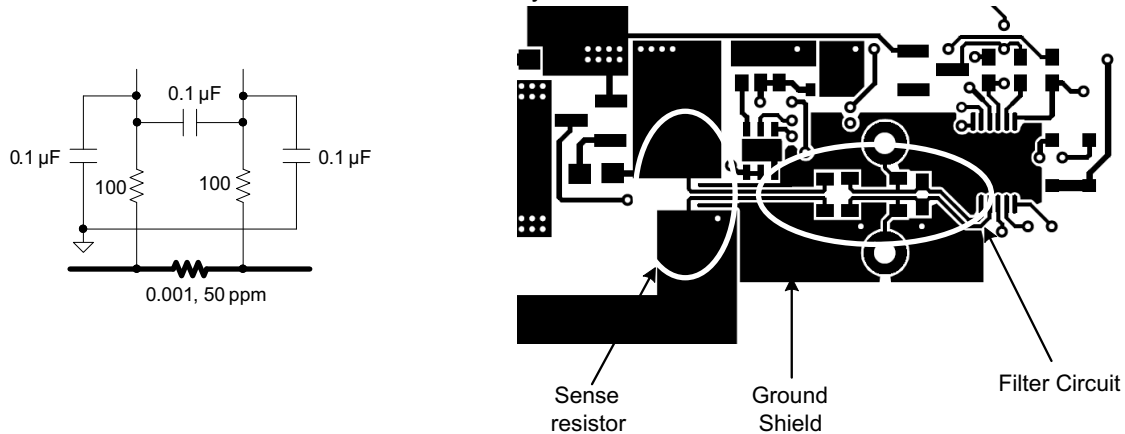 0.1 µF
0.1 µF
0.1 µF
100
100
0.001, 50 ppm
Sense
resistor
Ground
Shield
Filter Circuit